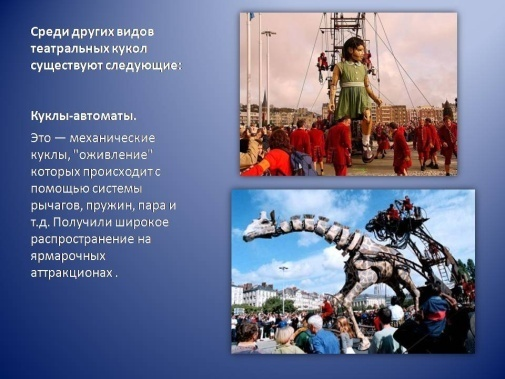 Среди других видов
театральных кукол
существуют следующие:
Куклы-автоматы.
Это — механические
куклы, "оживление"
которых происходит с
помощью системы
рычагов, пружин, пара и
т.д. Получили широкое
распространение на
ярмарочных
аттракционах .